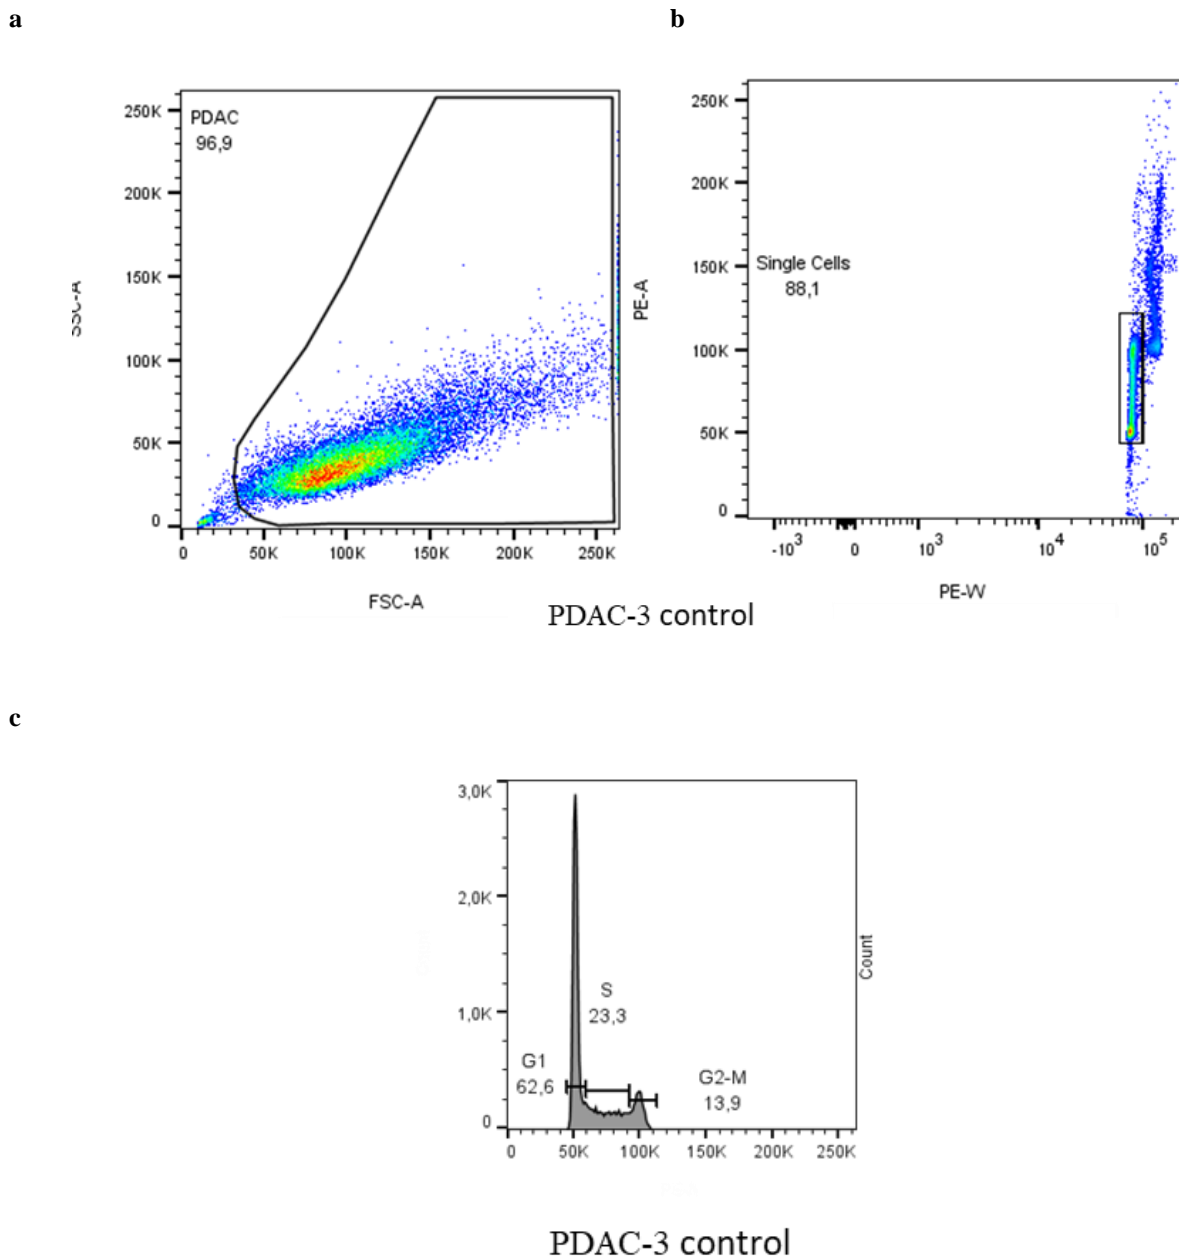 a
b
PDAC
96,9
250K
200K
150K
100K
50K
0
SSC-A
0 50K 100K 150K 200K 250K
FSC-A
250K
200K
150K
100K
50K
0
PE-A
Single Cells
88,1
-10³ 0 10³ 10⁴ 10⁵
PE-W
PDAC-3 control
c
3,0K
2,0K
1,0K
0
S
23,3
G1
62,6
G2-M
13,9
Count
0 50K 100K 150K 200K 250K
PDAC-3 control